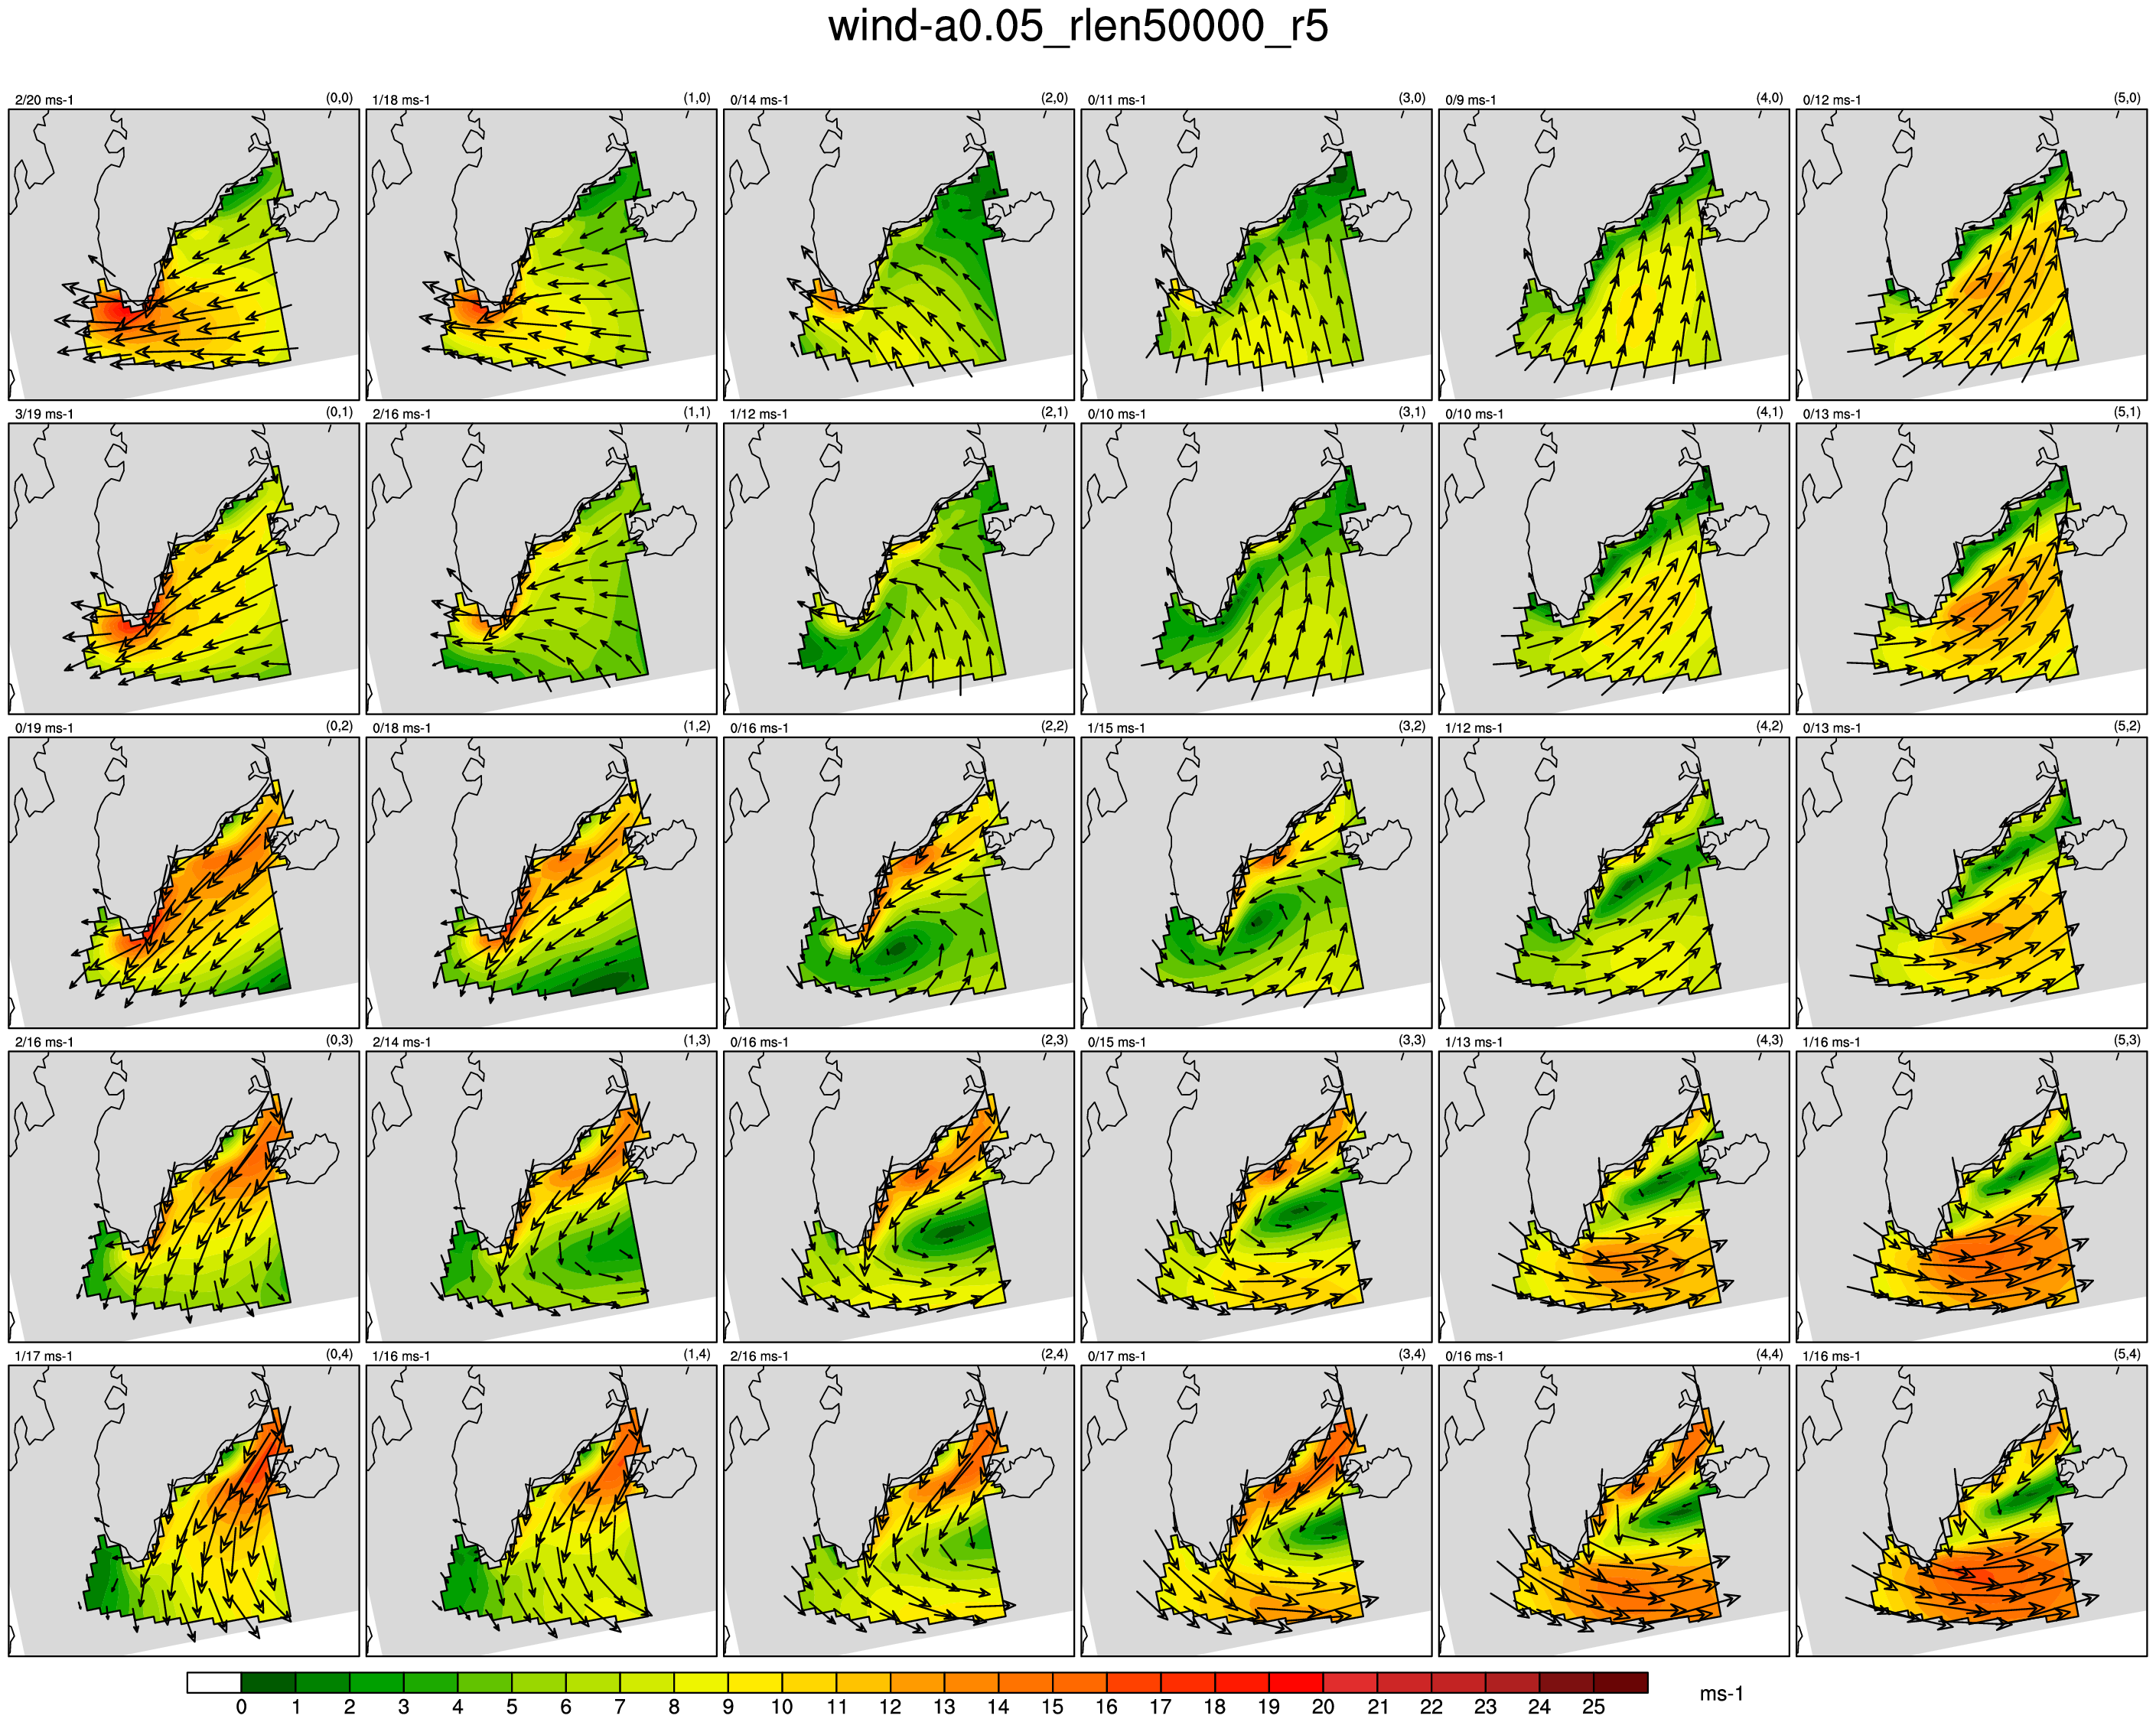 wind-a0.05_rlen50000_r5
2/20 ms-1 (0,0) 1/18 ms-1 (1,0) 0/14 ms-1 (2,0) 0/11 ms-1 (3,0) 0/9 ms-1 (4,0) 0/12 ms-1 (5,0)
3/19 ms-1 (0,1) 2/16 ms-1 (1,1) 1/12 ms-1 (2,1) 0/10 ms-1 (3,1) 0/10 ms-1 (4,1) 0/13 ms-1 (5,1)
0/19 ms-1 (0,2) 0/18 ms-1 (1,2) 0/16 ms-1 (2,2) 1/15 ms-1 (3,2) 1/12 ms-1 (4,2) 0/13 ms-1 (5,2)
2/16 ms-1 (0,3) 2/14 ms-1 (1,3) 0/16 ms-1 (2,3) 0/15 ms-1 (3,3) 1/13 ms-1 (4,3) 1/16 ms-1 (5,3)
1/17 ms-1 (0,4) 1/16 ms-1 (1,4) 2/16 ms-1 (2,4) 0/17 ms-1 (3,4) 0/16 ms-1 (4,4) 1/16 ms-1 (5,4)
0 1 2 3 4 5 6 7 8 9 10 11 12 13 14 15 16 17 18 19 20 21 22 23 24 25 ms-1